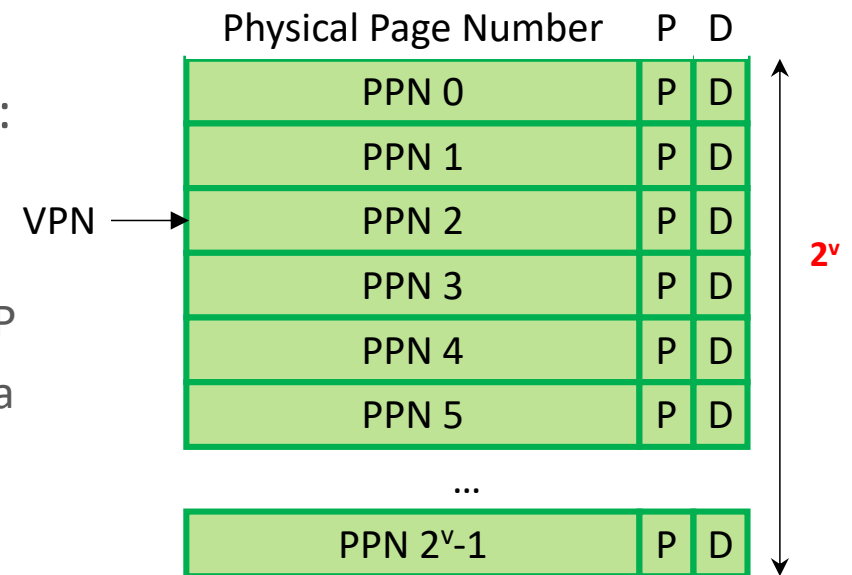 Physical Page Number P D
PPN 0 P D
:
PPN 1 P D
VPN PPN 2 P D
2ᵛ
PPN 3 P D
P
PPN 4 P D
a
PPN 5 P D
...
PPN 2ᵛ-1 P D